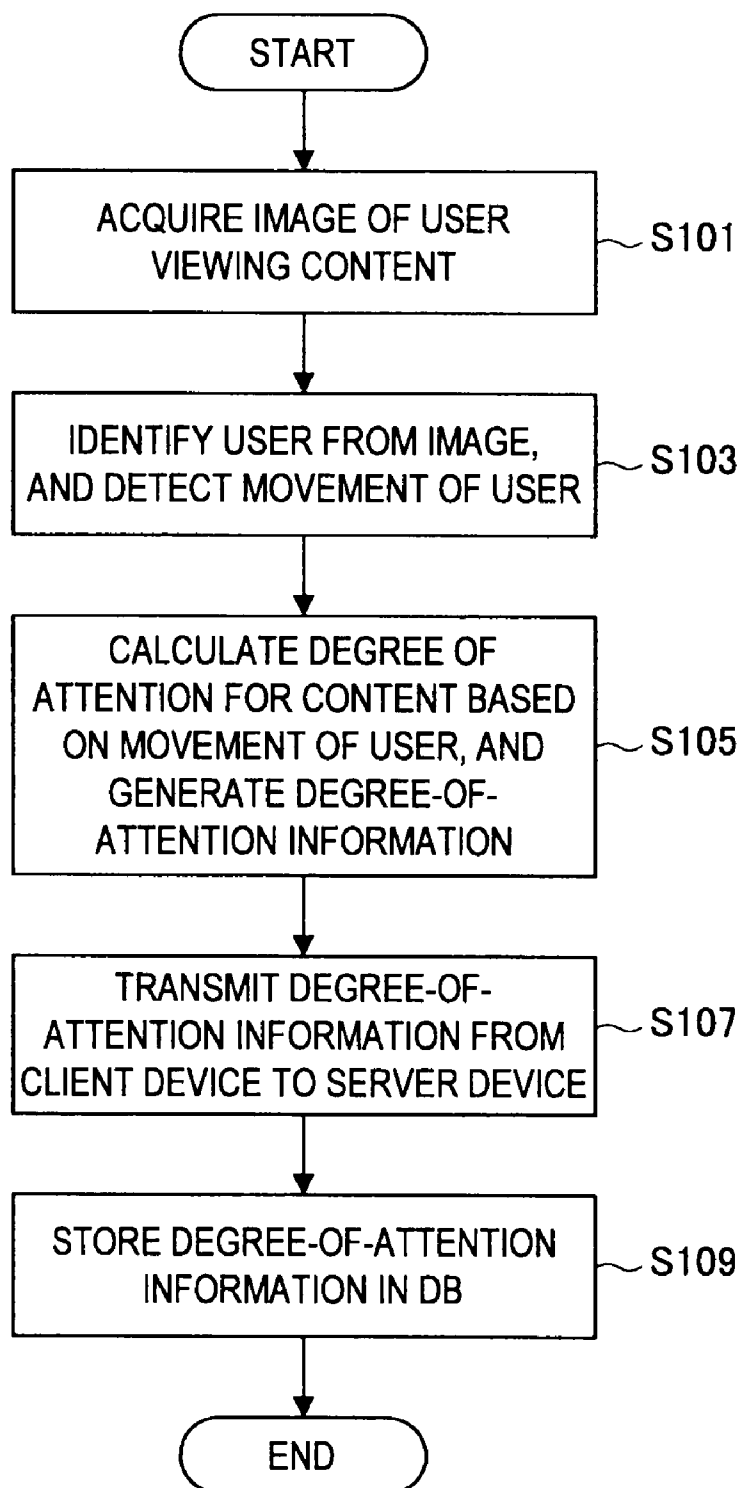 START
ACQUIRE IMAGE OF USER
VIEWING CONTENT
S101
IDENTIFY USER FROM IMAGE,
AND DETECT MOVEMENT OF USER
S103
CALCULATE DEGREE OF
ATTENTION FOR CONTENT BASED
ON MOVEMENT OF USER, AND
GENERATE DEGREE-OF-
ATTENTION INFORMATION
S105
TRANSMIT DEGREE-OF-
ATTENTION INFORMATION FROM
CLIENT DEVICE TO SERVER DEVICE
S107
STORE DEGREE-OF-ATTENTION
INFORMATION IN DB
S109
END